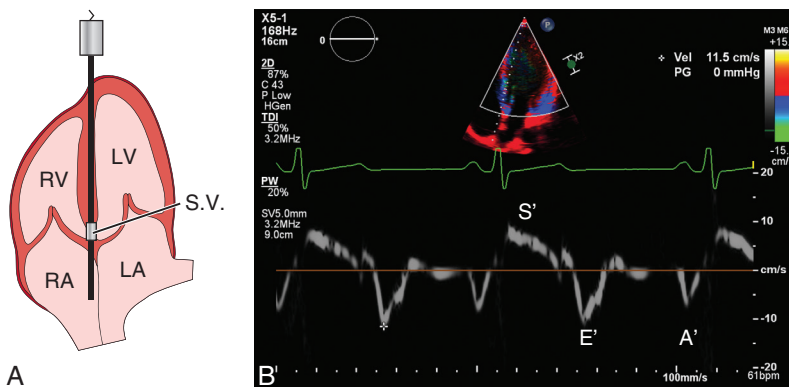 RV
LV
S.V.
RA
LA
A
X5-1
168Hz
16cm
0
2D
87%
C 43
P Low
HGen
TDI
50%
3.2MHz
PW
20%
SV5.0mm
3.2MHz
9.0cm
P
X2
Vel 11.5 cm/s
PG 0 mmHg
M3 M6
+15.
-15.
cm/s
20
10
cm/s
-10
-20
S'
E'
A'
B
100mm/s
61bpm